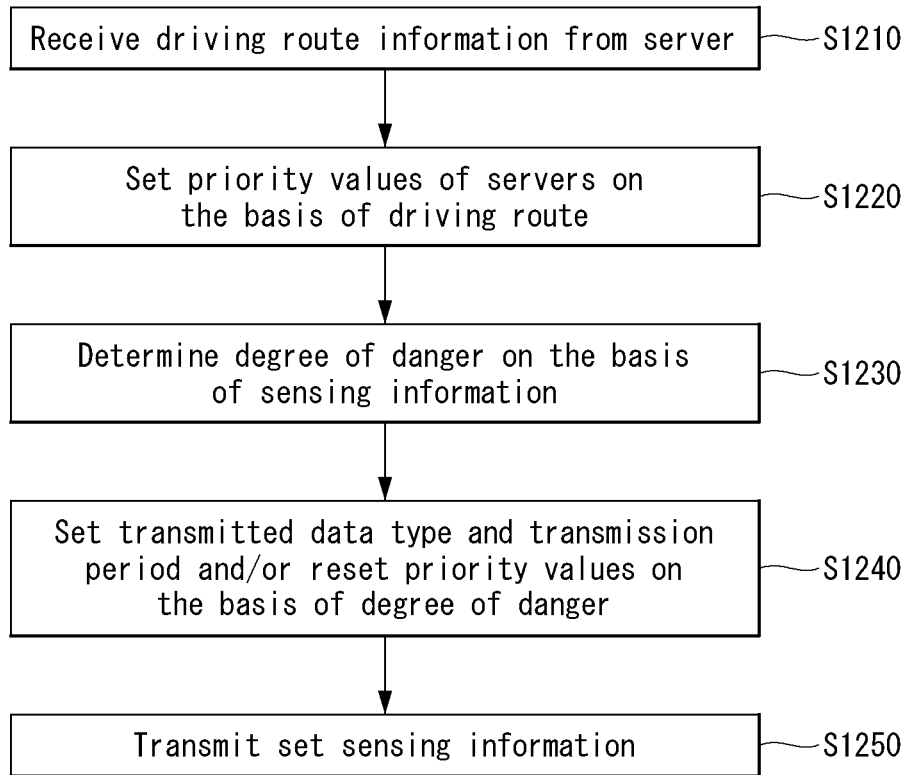 Receive driving route information from server
S1210
Set priority values of servers on
the basis of driving route
S1220
Determine degree of danger on the basis
of sensing information
S1230
Set transmitted data type and transmission
period and/or reset priority values on
the basis of degree of danger
S1240
Transmit set sensing information
S1250